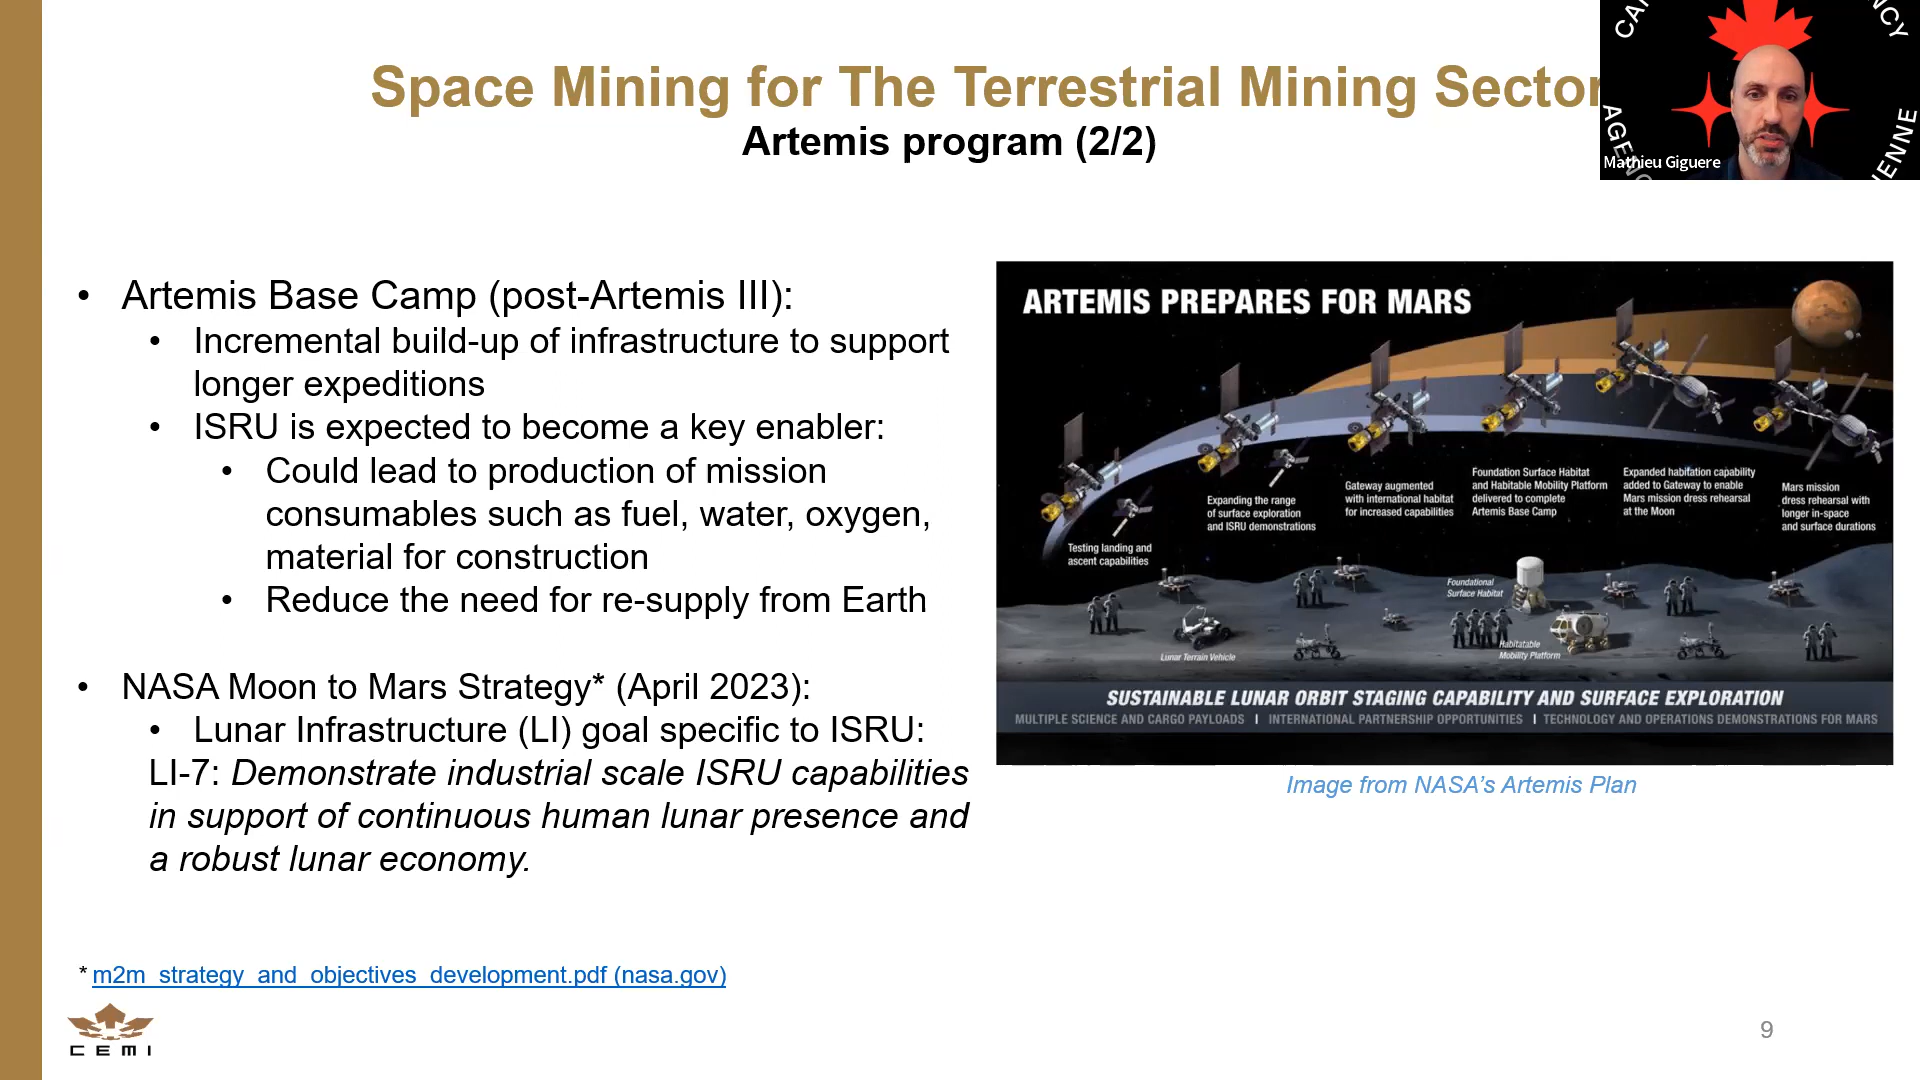 Space Mining for The Terrestrial Mining Sector
Artemis program (2/2)
Mathieu Giguere
• Artemis Base Camp (post-Artemis III):
• Incremental build-up of infrastructure to support
longer expeditions
• ISRU is expected to become a key enabler:
• Could lead to production of mission
consumables such as fuel, water, oxygen,
material for construction
• Reduce the need for re-supply from Earth
• NASA Moon to Mars Strategy* (April 2023):
• Lunar Infrastructure (LI) goal specific to ISRU:
LI-7: Demonstrate industrial scale ISRU capabilities
in support of continuous human lunar presence and
a robust lunar economy.
ARTEMIS PREPARES FOR MARS
Testing landing and
ascent capabilities
Expanding the range
of surface exploration
and ISRU demonstrations
Gateway augmented
with international habitat
for increased capabilities
Foundation Surface Habitat
and Habitable Mobility Platform
delivered to complete
Artemis Base Camp
Expanded habitation capability
added to Gateway to enable
Mars mission dress rehearsal
at the Moon
Mars mission
dress rehearsal with
longer in-space
and surface durations
Lunar Terrain Vehicle
Foundational
Surface Habitat
Habitatable
Mobility Platform
SUSTAINABLE LUNAR ORBIT STAGING CAPABILITY AND SURFACE EXPLORATION
MULTIPLE SCIENCE AND CARGO PAYLOADS | INTERNATIONAL PARTNERSHIP OPPORTUNITIES | TECHNOLOGY AND OPERATIONS DEMONSTRATIONS FOR MARS
Image from NASA's Artemis Plan
* m2m_strategy_and_objectives_development.pdf (nasa.gov)
CEMI
9